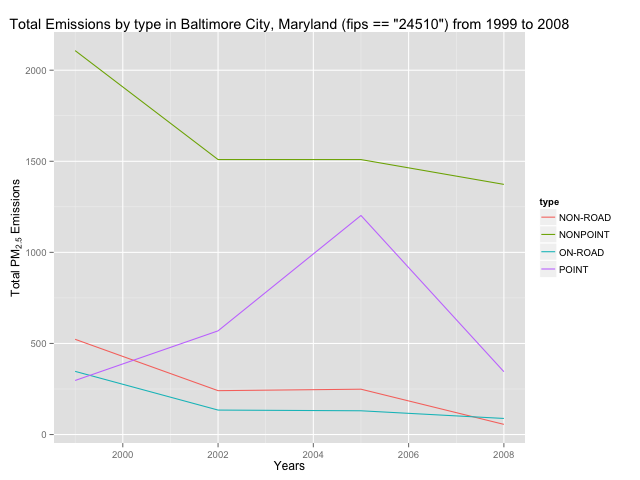 Total Emissions by type in Baltimore City, Maryland (fips == "24510") from 1999 to 2008
Total PM2.5 Emissions
2000
1500
1000
500
0
2000
2002
2004
2006
2008
Years
type
NON-ROAD
NONPOINT
ON-ROAD
POINT